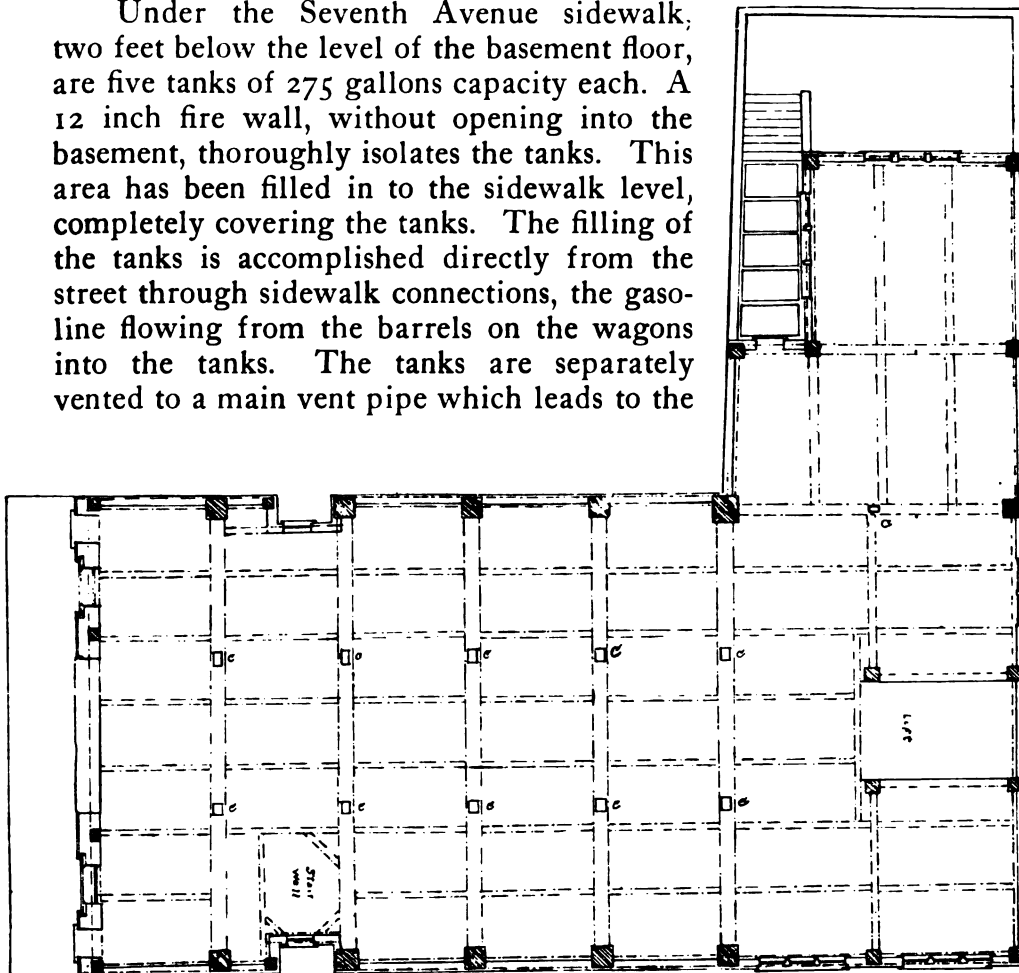 Under the Seventh Avenue sidewalk,
two feet below the level of the basement floor,
are five tanks of 275 gallons capacity each. A
12 inch fire wall, without opening into the
basement, thoroughly isolates the tanks. This
area has been filled in to the sidewalk level,
completely covering the tanks. The filling of
the tanks is accomplished directly from the
street through sidewalk connections, the gaso-
line flowing from the barrels on the wagons
into the tanks. The tanks are separately
vented to a main vent pipe which leads to the
Lift
Stair
well